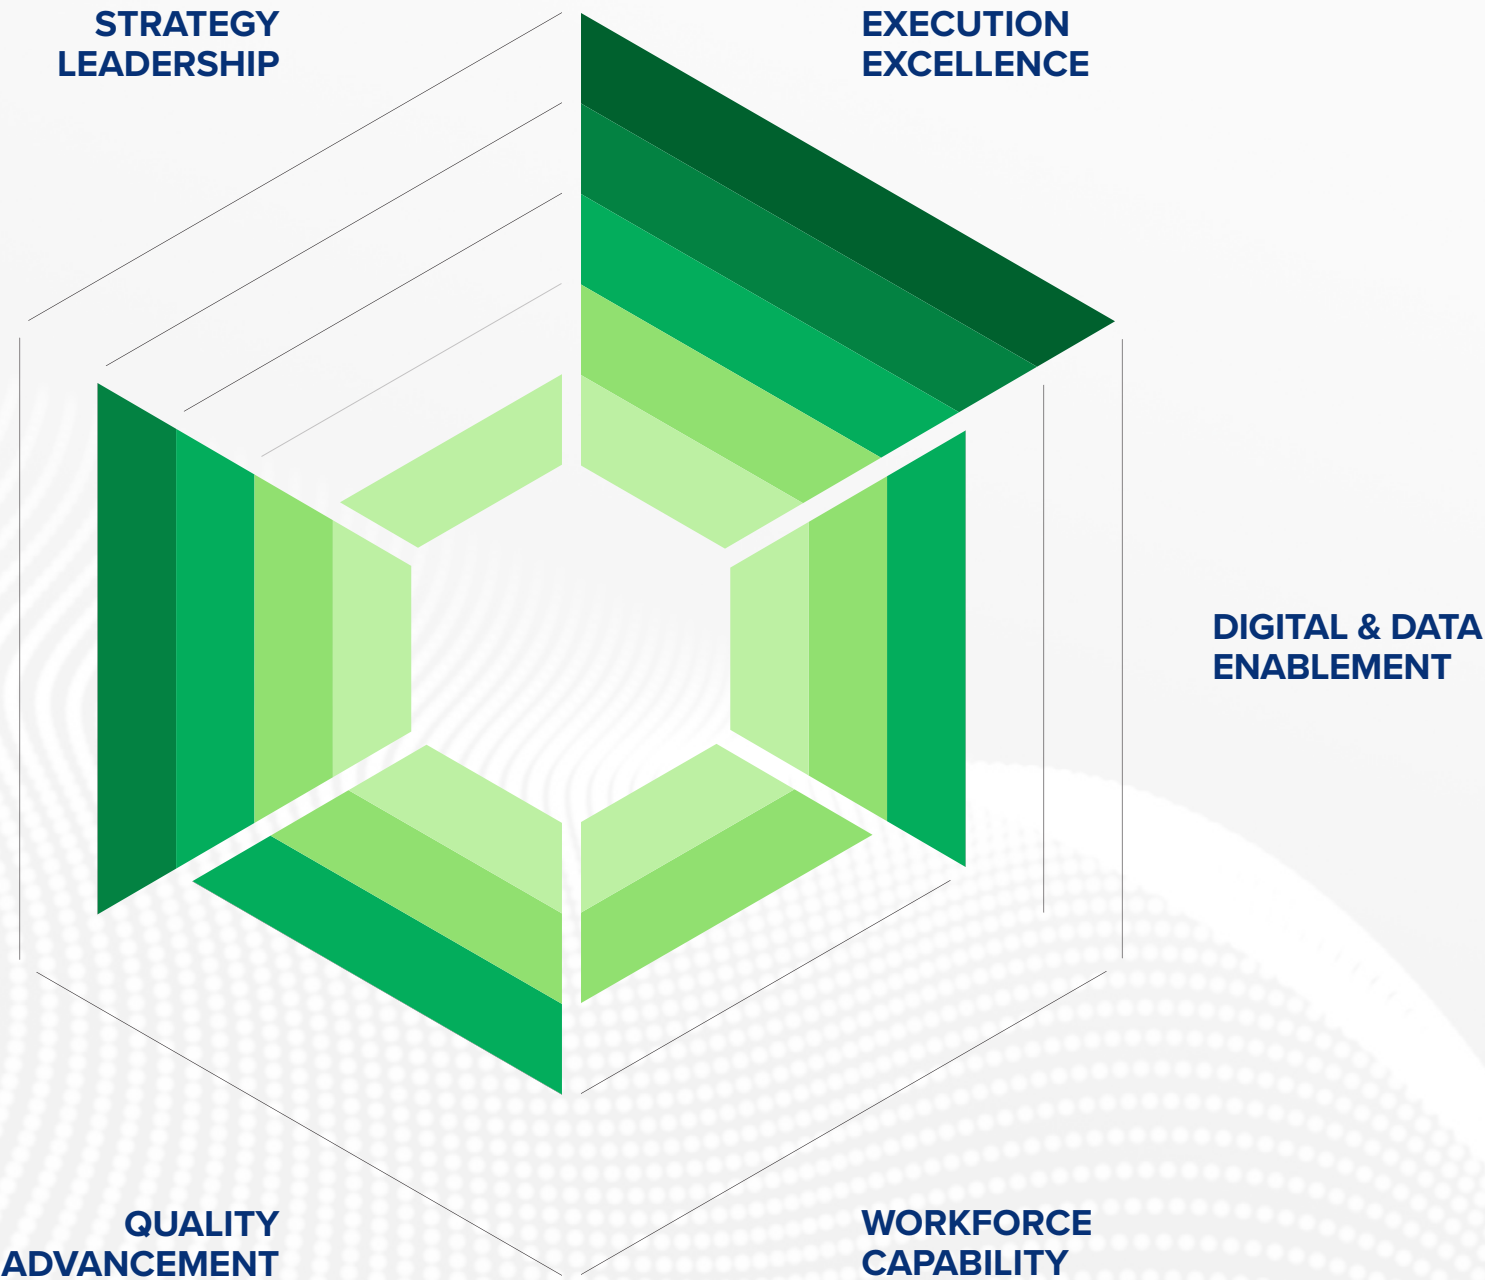 STRATEGY
LEADERSHIP
EXECUTION
EXCELLENCE
DIGITAL & DATA
ENABLEMENT
QUALITY
ADVANCEMENT
WORKFORCE
CAPABILITY